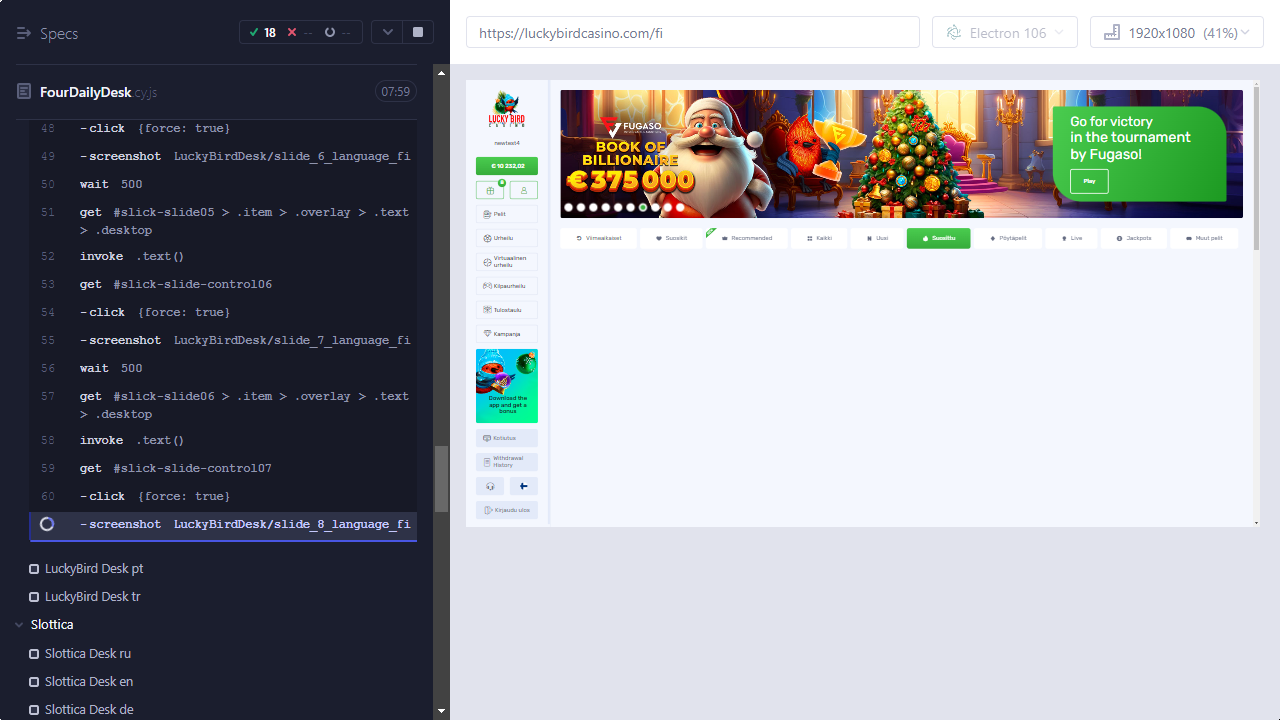 Specs
18
--
--
FourDailyDesk.cy.js
07:59
48 -click {force: true}
49 -screenshot LuckyBirdDesk/slide_6_language_fi
50 wait 500
51 get #slick-slide05 > .item > .overlay > .text
> .desktop
52 invoke .text()
53 get #slick-slide-control06
54 -click {force: true}
55 -screenshot LuckyBirdDesk/slide_7_language_fi
56 wait 500
57 get #slick-slide06 > .item > .overlay > .text
> .desktop
58 invoke .text()
59 get #slick-slide-control07
60 -click {force: true}
-screenshot LuckyBirdDesk/slide_8_language_fi
LuckyBird Desk pt
LuckyBird Desk tr
Slottica
Slottica Desk ru
Slottica Desk en
Slottica Desk de
https://luckybirdcasino.com/fi
Electron 106
1920x1080 (41%)
LUCKY BIRD
CASINO
newtest4
€ 10 232,02
Pelit
Urheilu
Virtuaalinen
urheilu
Kilpaurheilu
Tulostaulu
Kampanja
Download the
app and get a
bonus
Kotiutus
Withdrawal
History
Kirjaudu ulos
FUGASO
BOOK OF
BILLIONAIRE
€ 375 000
Go for victory
in the tournament
by Fugaso!
Play
Viimeaikaiset
Suosikit
Recommended
Kaikki
Uusi
Suosittu
Pöytäpelit
Live
Jackpots
Muut pelit